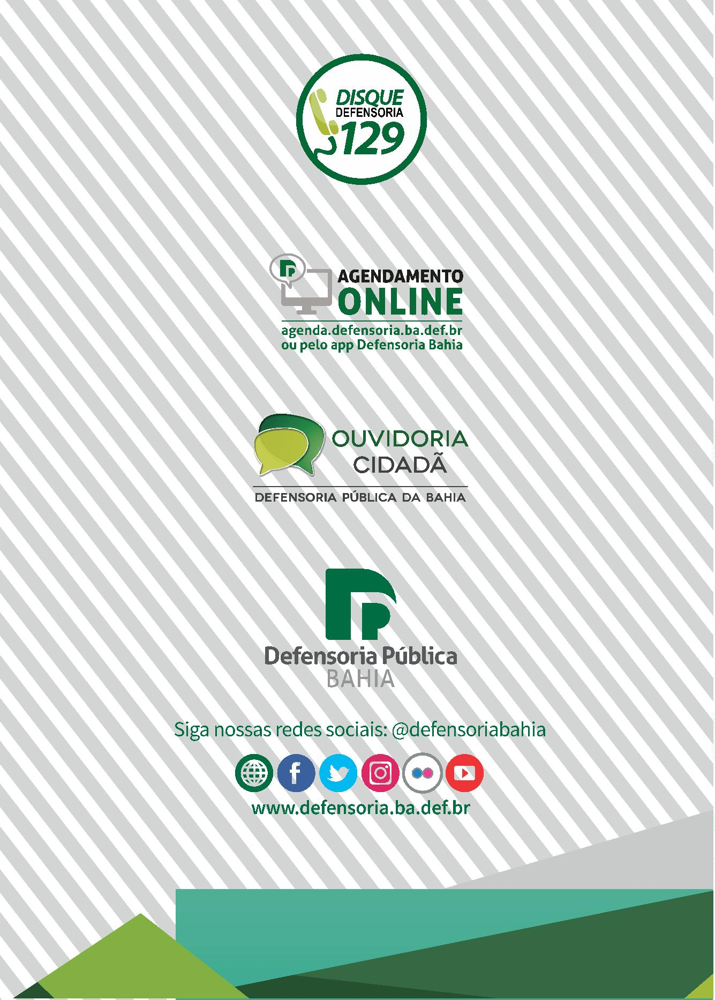 DISQUE
DEFENSORIA
129
AGENDAMENTO
ONLINE
agenda.defensoria.ba.def.br
ou pelo app Defensoria Bahia
OUVIDORIA
CIDADÃ
DEFENSORIA PÚBLICA DA BAHIA
Defensoria Pública
BAHIA
Siga nossas redes sociais: @defensoriabahia
www.defensoria.ba.def.br